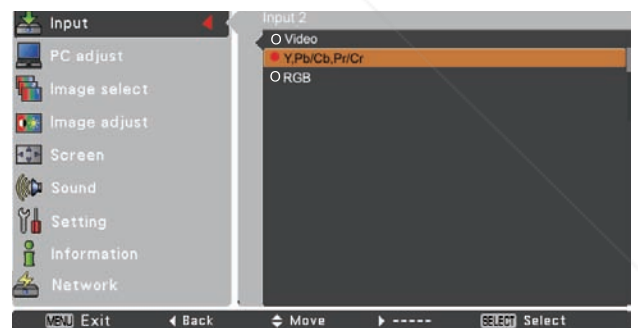 Input
PC adjust
Image select
Image adjust
Screen
Sound
Setting
Information
Network
Input 2
Video
Y,Pb/Cb,Pr/Cr
RGB
MENU Exit Back Move ----- SELECT Select